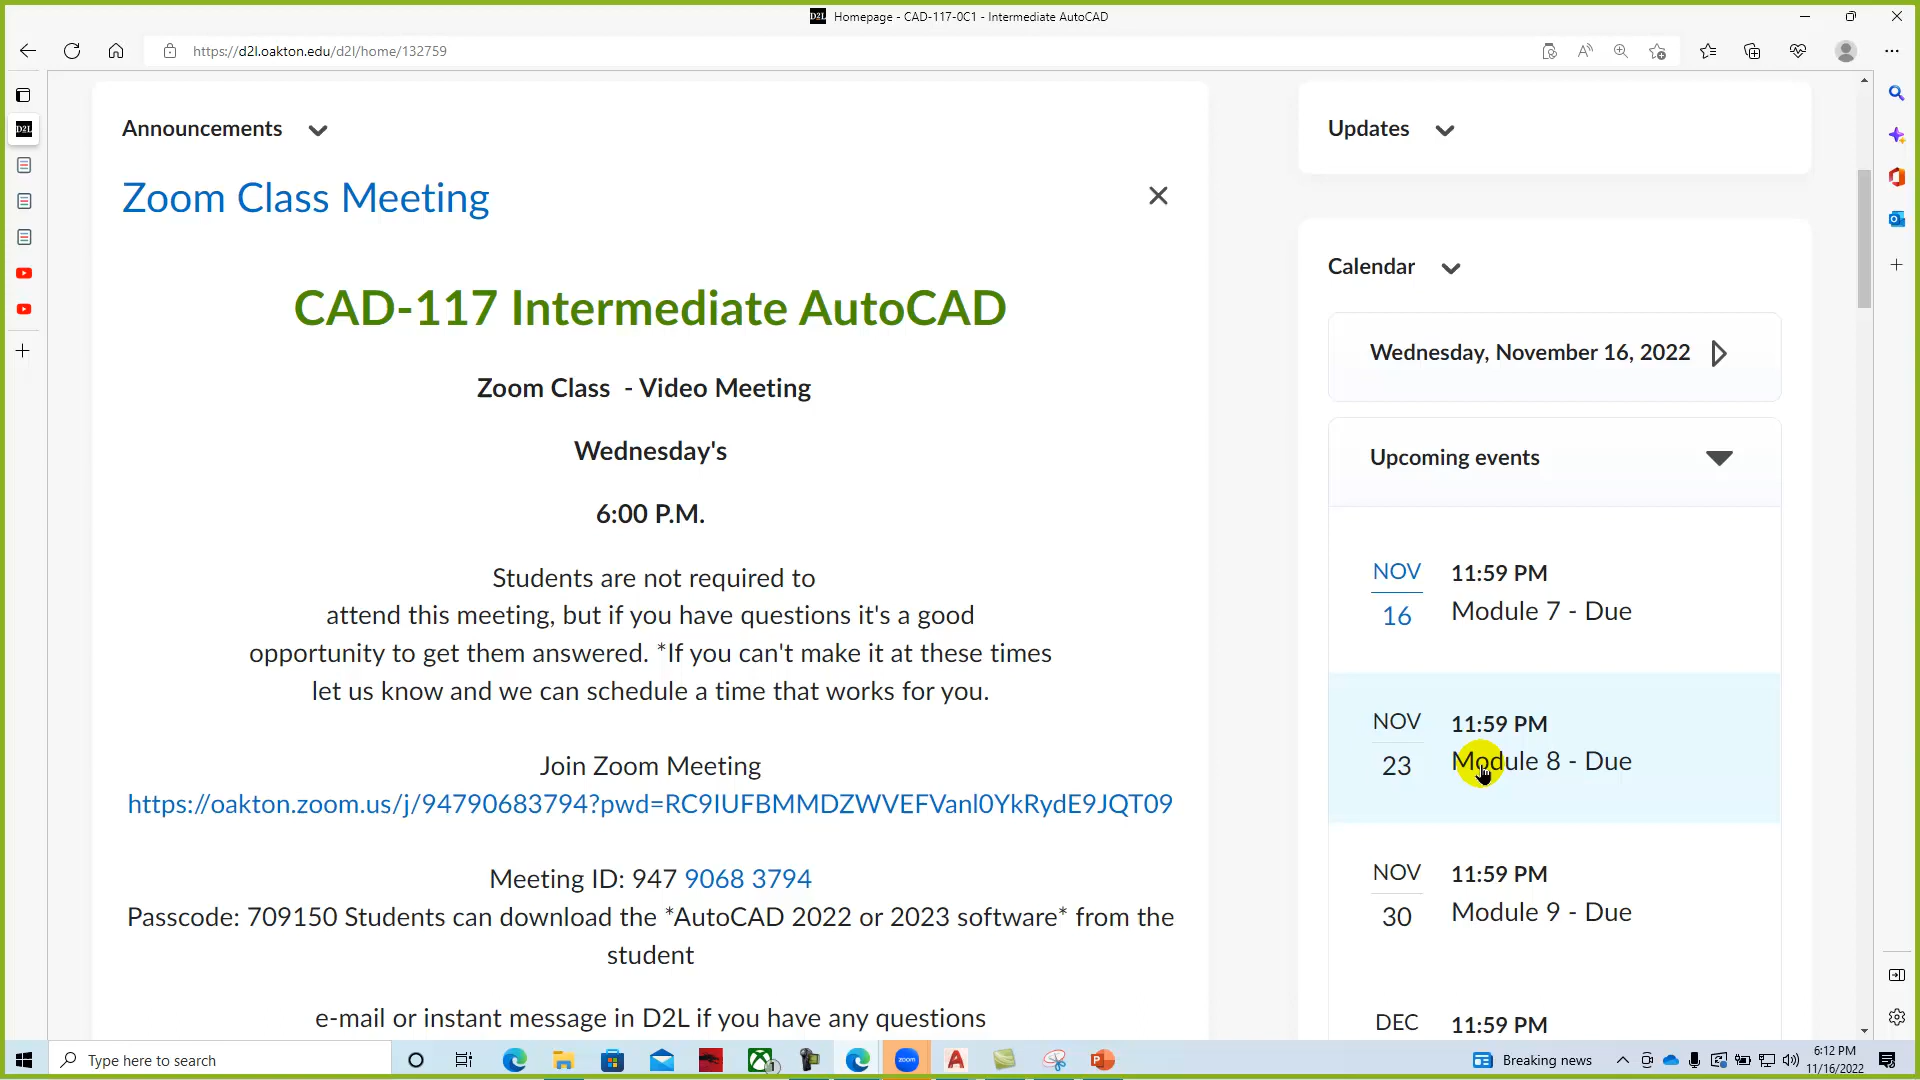 D2L Homepage - CAD-117-0C1 - Intermediate AutoCAD
https://d2l.oakton.edu/d2l/home/132759
D2L
Announcements
Zoom Class Meeting
CAD-117 Intermediate AutoCAD
Zoom Class - Video Meeting
Wednesday's
6:00 P.M.
Students are not required to
attend this meeting, but if you have questions it's a good
opportunity to get them answered. *If you can't make it at these times
let us know and we can schedule a time that works for you.
Join Zoom Meeting
https://oakton.zoom.us/j/94790683794?pwd=RC9IUFBMMDZWVEFVanl0YkRydE9JQT09
Meeting ID: 947 9068 3794
Passcode: 709150 Students can download the *AutoCAD 2022 or 2023 software* from the
student
e-mail or instant message in D2L if you have any questions
Updates
Calendar
Wednesday, November 16, 2022
Upcoming events
NOV
16
11:59 PM
Module 7 - Due
NOV
23
11:59 PM
Module 8 - Due
NOV
30
11:59 PM
Module 9 - Due
DEC
11:59 PM
Type here to search
zoom
Breaking news
6:12 PM
11/16/2022